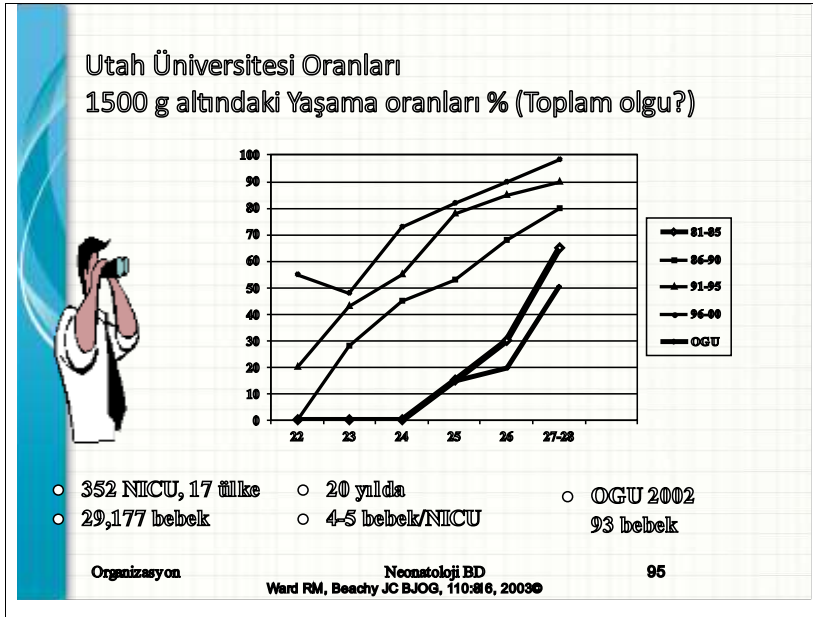 Utah Üniversitesi Oranları
1500 g altındaki Yaşama oranları % (Toplam olgu?)
100
90
80
70
60
50
40
30
20
10
0
22 23 24 25 26 27-28
81-85
86-90
91-95
96-00
OGU
352 NICU, 17 ülke
29,177 bebek
20 yılda
4-5 bebek/NICU
OGU 2002
93 bebek
Organizasyon Neonatoloji BD 95
Ward RM, Beachy JC BJOG, 110:8I6, 2003©